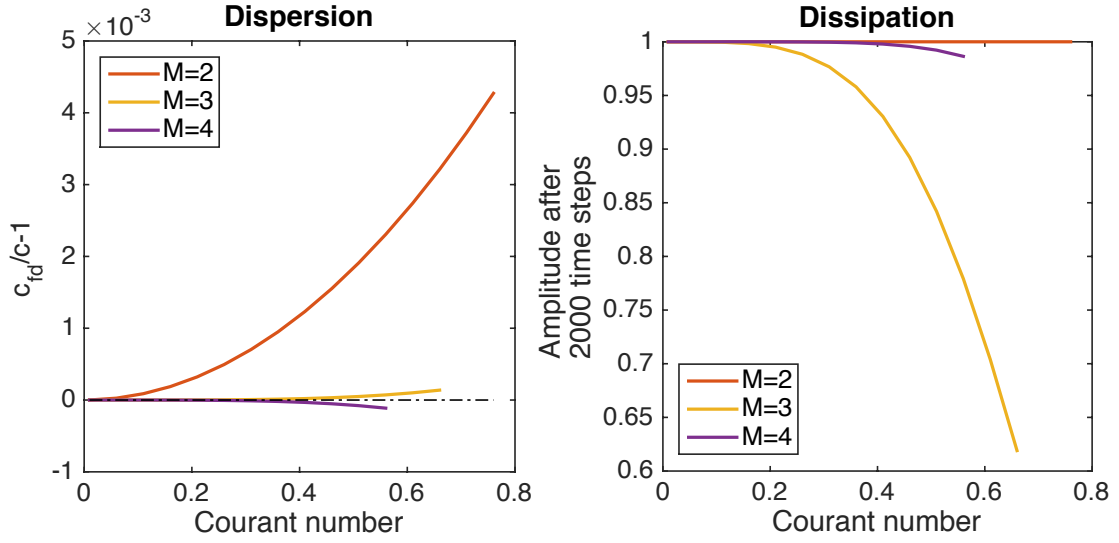 Dispersion
×10⁻³
5
4
3
2
1
0
-1
c_fd/c-1
M=2
M=3
M=4
0
0.2
0.4
0.6
0.8
Courant number
Dissipation
1
0.95
0.9
0.85
0.8
0.75
0.7
0.65
0.6
Amplitude after
2000 time steps
M=2
M=3
M=4
0
0.2
0.4
0.6
0.8
Courant number